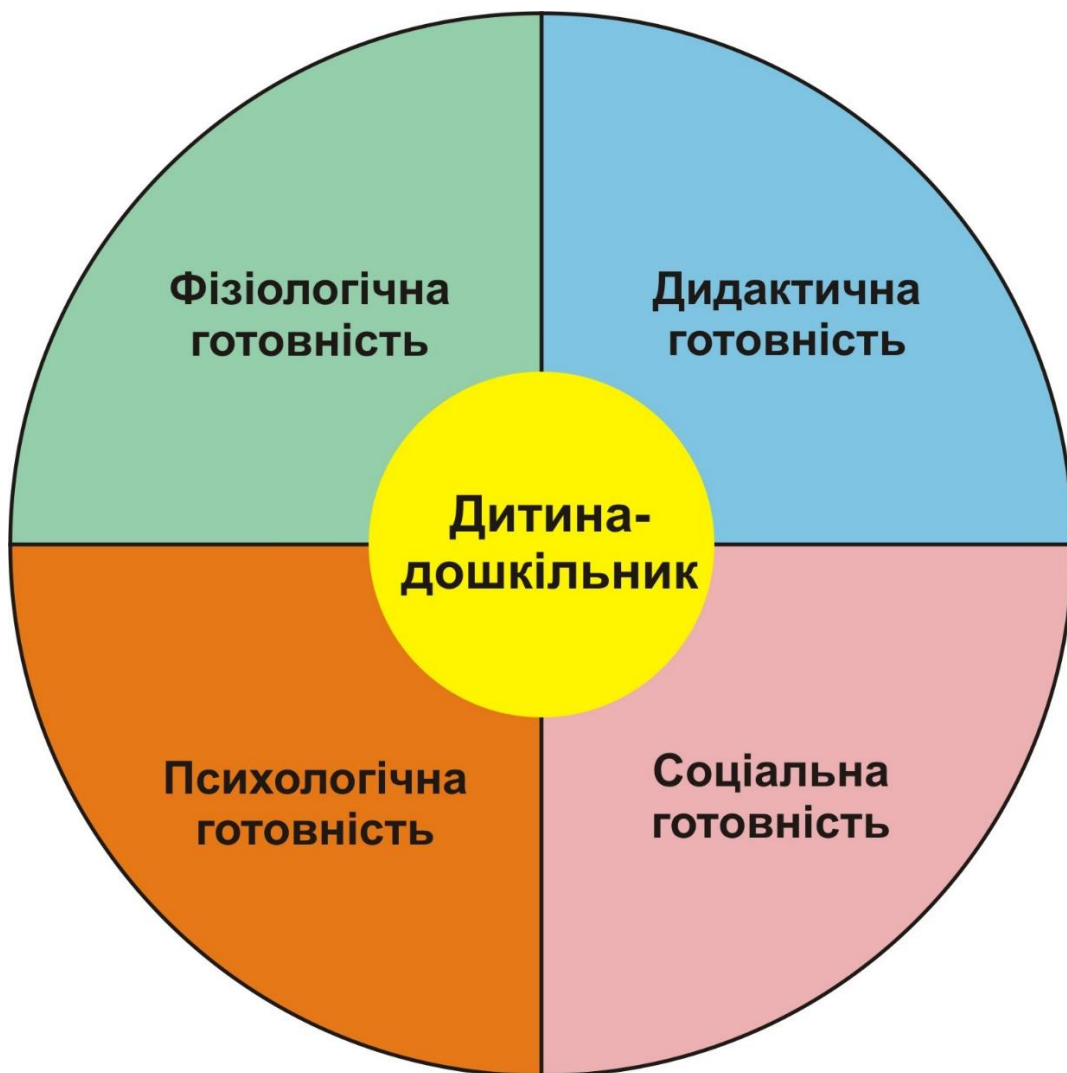 Фізіологічна
готовність
Дидактична
готовність
Дитина-
дошкільник
Психологічна
готовність
Соціальна
готовність